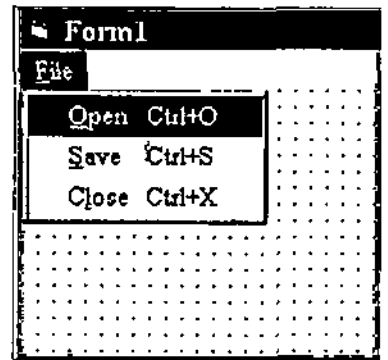 Form1
File
Open Ctrl+O
Save Ctrl+S
Close Ctrl+X